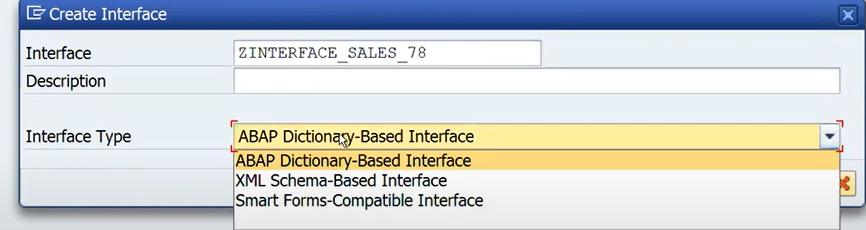 Create Interface
Interface ZINTERFACE_SALES_78
Description
Interface Type ABAP Dictionary-Based Interface
ABAP Dictionary-Based Interface
XML Schema-Based Interface
Smart Forms-Compatible Interface